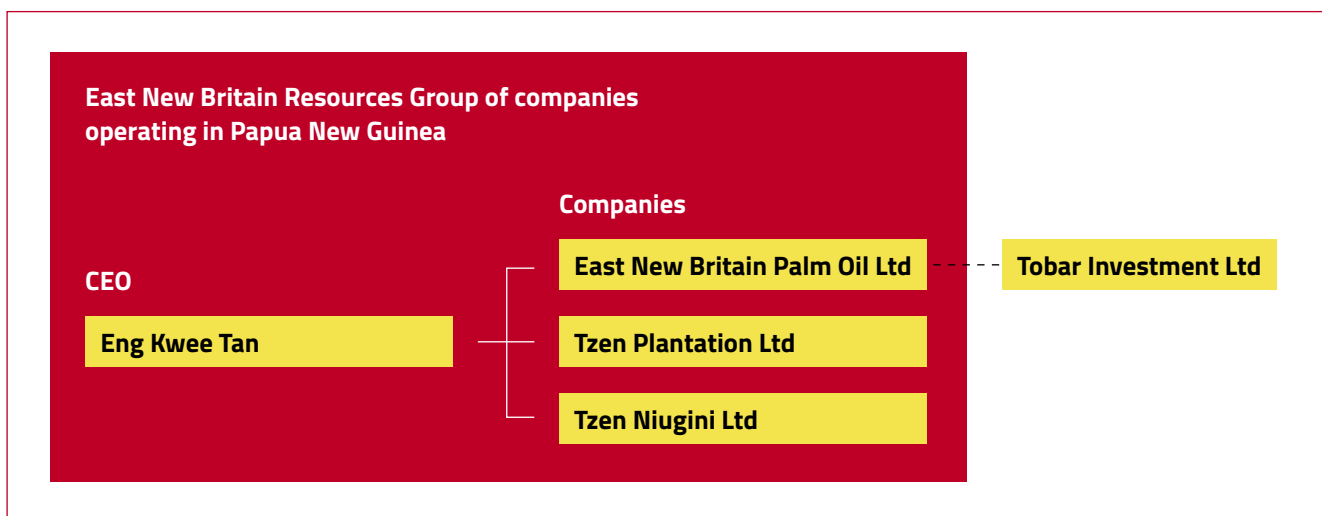 East New Britain Resources Group of companies
operating in Papua New Guinea
Companies
East New Britain Palm Oil Ltd
Tobar Investment Ltd
CEO
Eng Kwee Tan
Tzen Plantation Ltd
Tzen Niugini Ltd